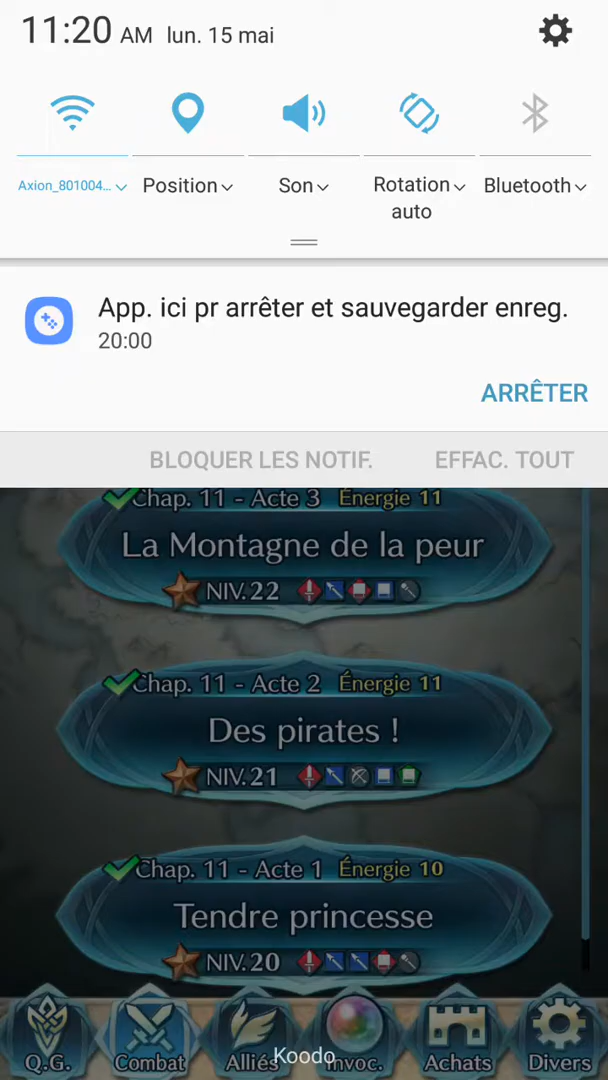 11:20 AM lun. 15 mai
Axion_801004... Position Son Rotation auto Bluetooth
App. ici pr arrêter et sauvegarder enreg.
20:00
ARRÊTER
BLOQUER LES NOTIF. EFFAC. TOUT
Chap. 11 - Acte 3 Énergie 11
La Montagne de la peur
NIV.22
Chap. 11 - Acte 2 Énergie 11
Des pirates !
NIV.21
Chap. 11 - Acte 1 Énergie 10
Tendre princesse
NIV.20
Q.G. Combat Alliés Invoc. Achats Divers
Koodo